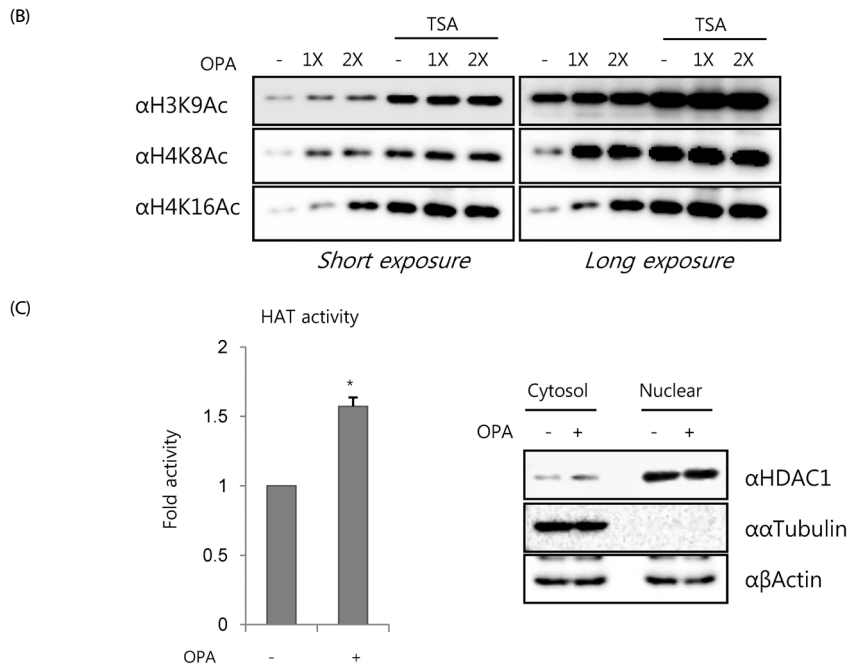 (B)
TSA TSA
OPA - 1X 2X - 1X 2X - 1X 2X - 1X 2X
αH3K9Ac
αH4K8Ac
αH4K16Ac
Short exposure Long exposure
(C)
HAT activity
2
1.5
1
0.5
0
Fold activity
*
OPA - +
Cytosol Nuclear
OPA - + - +
αHDAC1
ααTubulin
αβActin